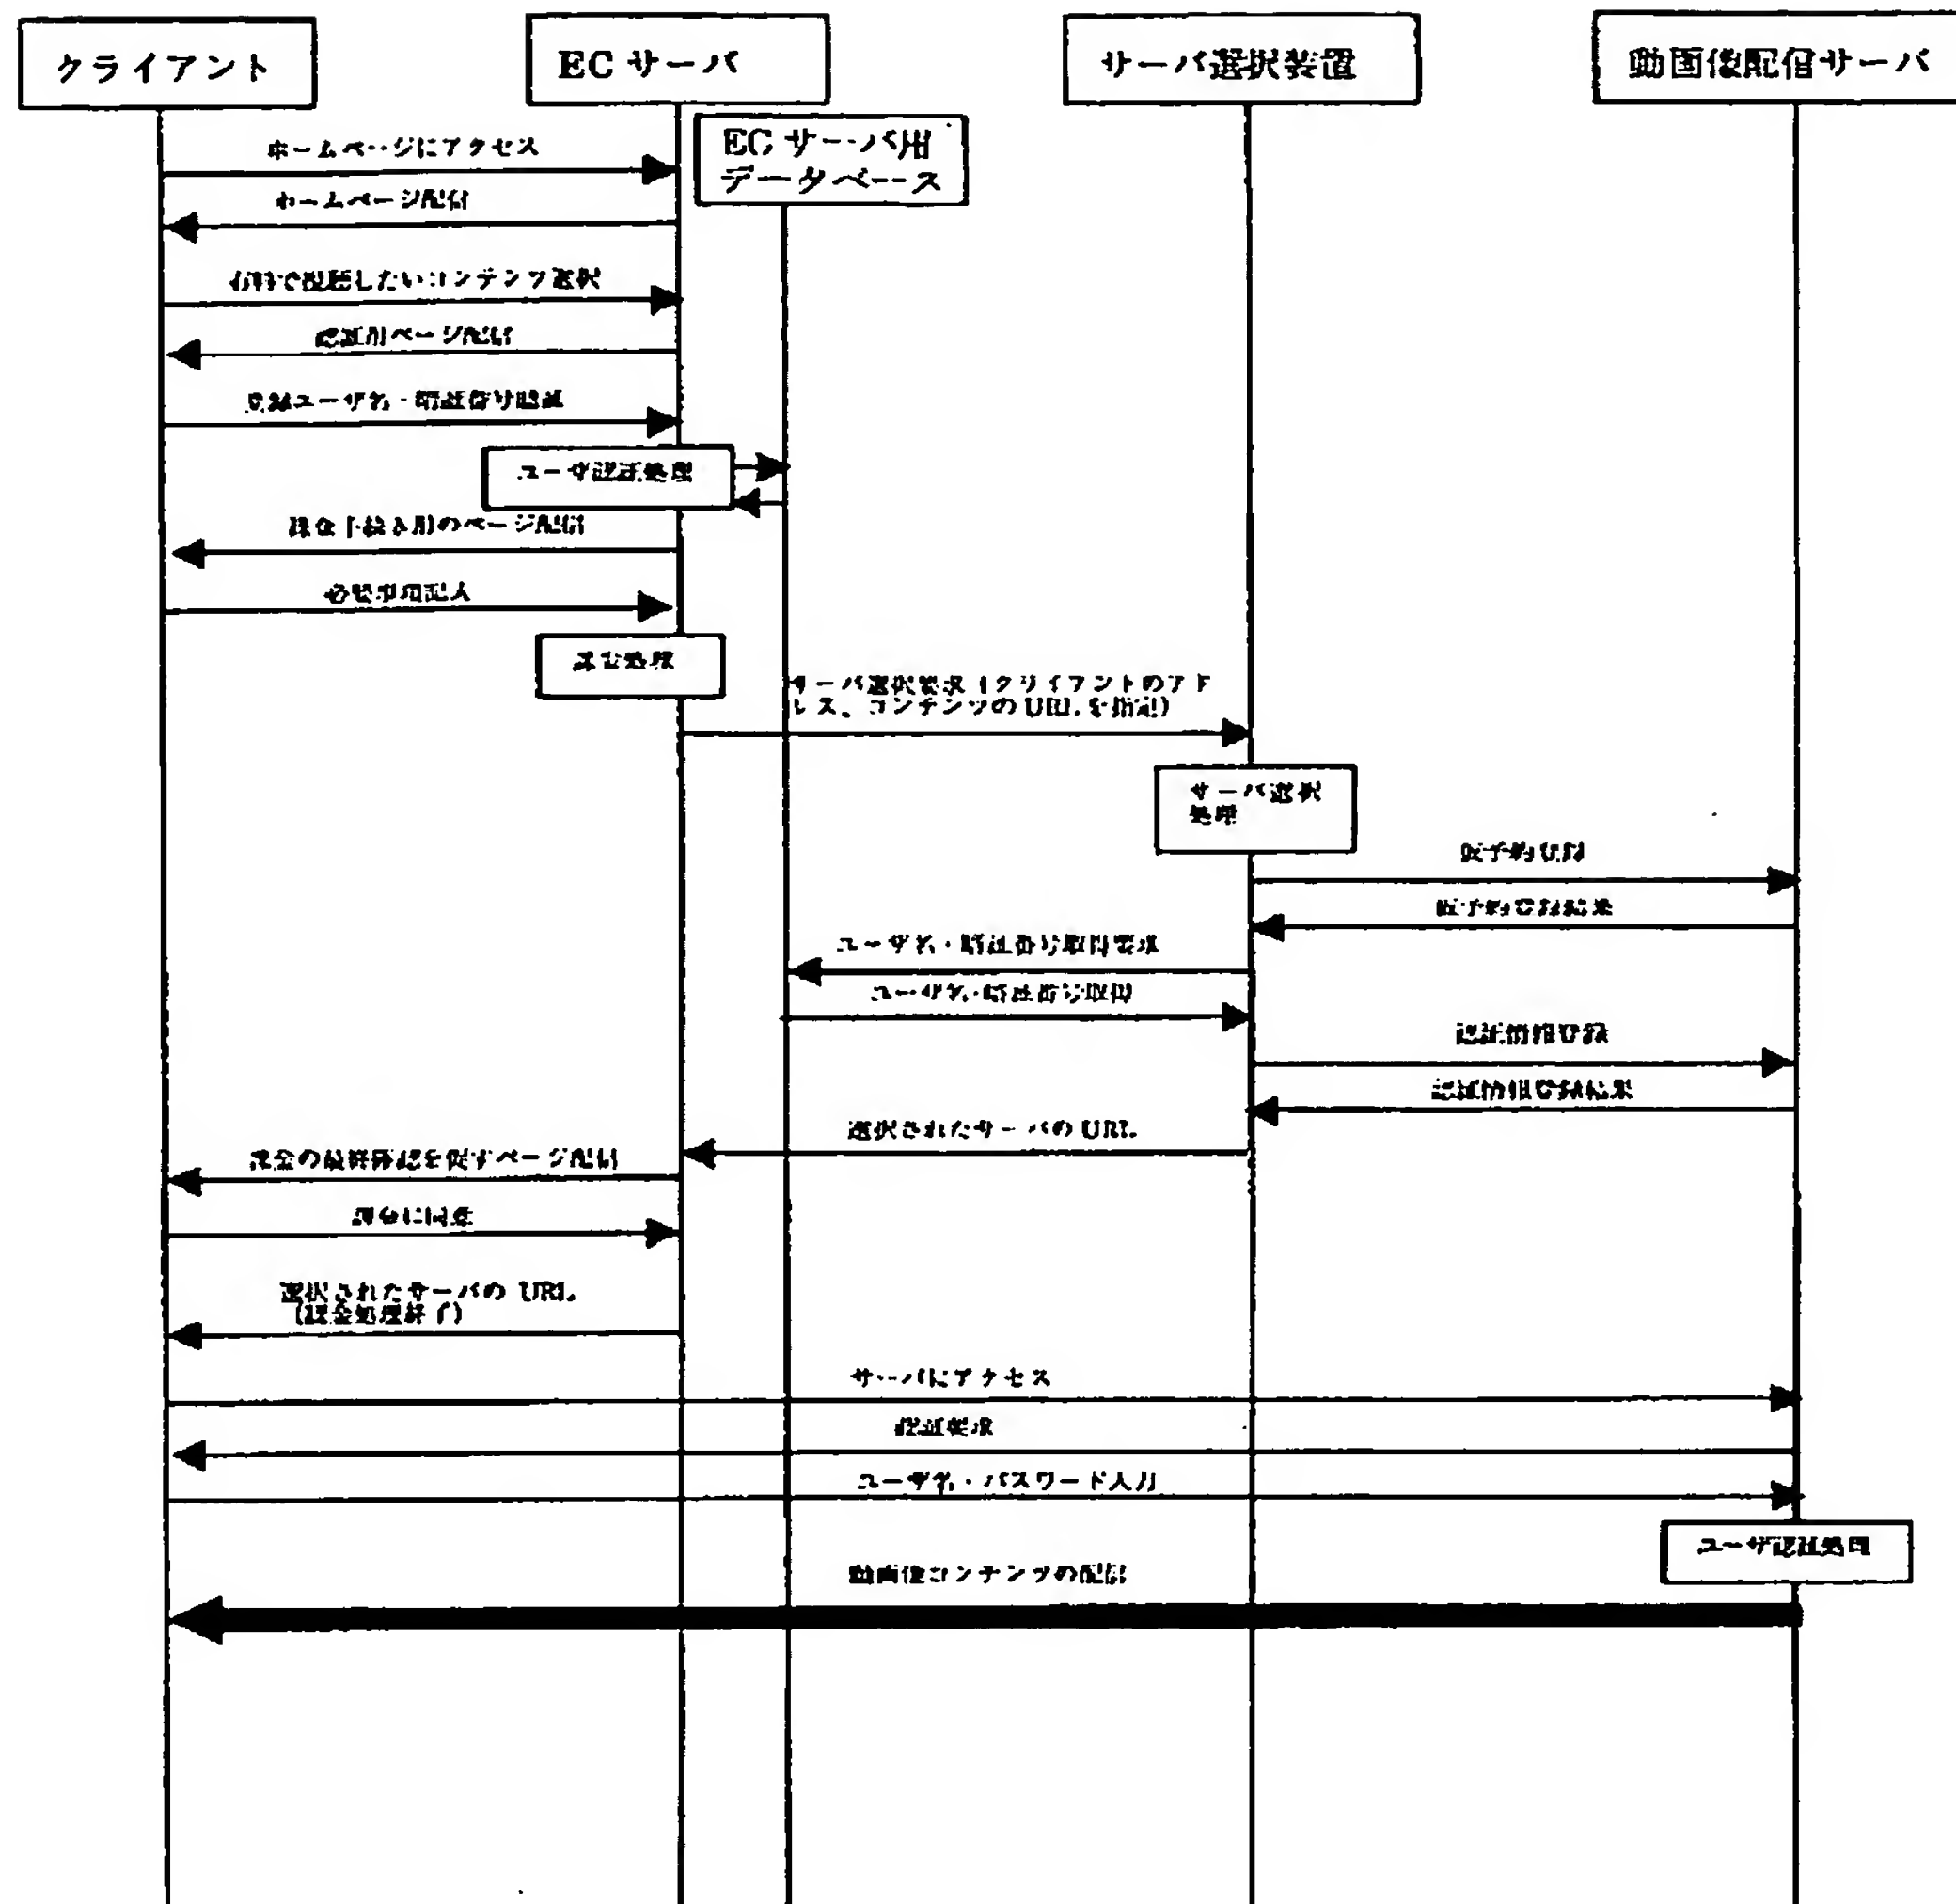 クライアント
ECサーバ
サーバ選択装置
動画像配信サーバ
ECサーバ用
データベース
ホームページにアクセス
ホームページ配信
有料で視聴したいコンテンツ選択
認証用ページ配信
登録ユーザ名・暗証番号認証
ユーザ認証処理
課金手続き用のページ配信
必要事項記入
課金処理
サーバ選択要求(クライアントのアド
レス、コンテンツのURLを指定)
サーバ選択
処理
仮予約登録
仮予約登録結果
ユーザ名・暗証番号取得要求
ユーザ名・暗証番号取得
認証情報登録
認証情報登録結果
選択されたサーバのURL
課金の最終確認を促すページ配信
課金に同意
選択されたサーバの URL
(課金処理終了)
サーバにアクセス
認証要求
ユーザ名・パスワード入力
ユーザ認証処理
動画像コンテンツの配信